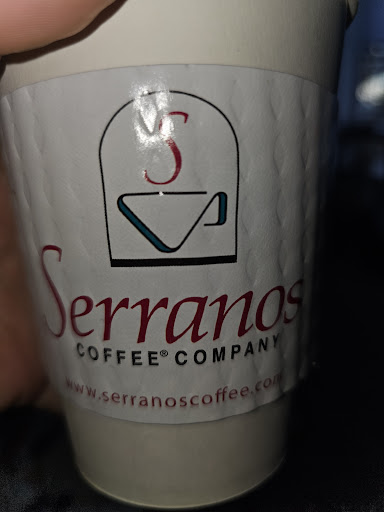 S
Serranos
COFFEE® COMPANY
www.serranoscoffee.com